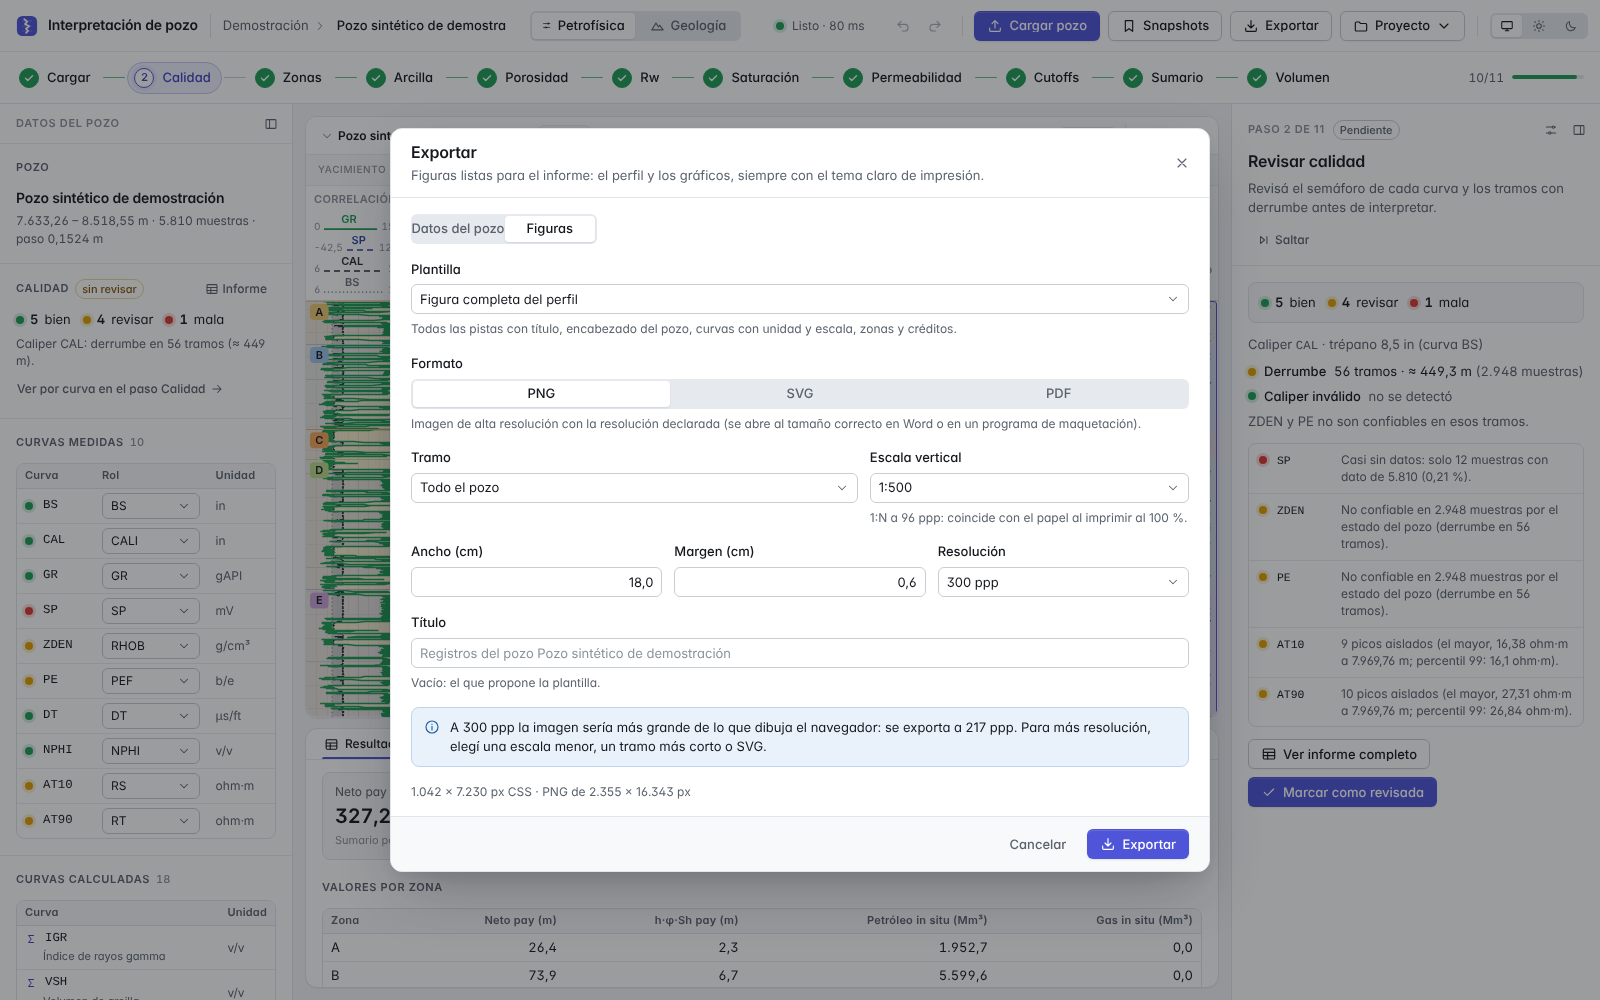 Interpretación de pozo
Demostración
Pozo sintético de demostra
Petrofísica
Geología
Listo · 80 ms
Cargar pozo
Snapshots
Exportar
Proyecto
Cargar
2
Calidad
Zonas
Arcilla
Porosidad
Rw
Saturación
Permeabilidad
Cutoffs
Sumario
Volumen
10/11
DATOS DEL POZO
POZO
Pozo sintético de demostración
7.633,26 – 8.518,55 m · 5.810 muestras ·
paso 0,1524 m
CALIDAD
sin revisar
Informe
5 bien
4 revisar
1 mala
Caliper CAL: derrumbe en 56 tramos (≈ 449
m).
Ver por curva en el paso Calidad →
CURVAS MEDIDAS 10
Curva Rol Unidad
BS BS in
CAL CALI in
GR GR gAPI
SP SP mV
ZDEN RHOB g/cm³
PE PEF b/e
DT DT µs/ft
NPHI NPHI v/v
AT10 RS ohm·m
AT90 RT ohm·m
CURVAS CALCULADAS 18
Curva Unidad
Σ IGR v/v
Índice de rayos gamma
Σ VSH v/v
Pozo sint
YACIMIENTO
CORRELACIÓN
GR
0
SP
-42,5
CAL
6
BS
6
A
B
C
D
E
Exportar
Figuras listas para el informe: el perfil y los gráficos, siempre con el tema claro de impresión.
Datos del pozo
Figuras
Plantilla
Figura completa del perfil
Todas las pistas con título, encabezado del pozo, curvas con unidad y escala, zonas y créditos.
Formato
PNG
SVG
PDF
Imagen de alta resolución con la resolución declarada (se abre al tamaño correcto en Word o en un programa de maquetación).
Tramo
Todo el pozo
Escala vertical
1:500
1:N a 96 ppp: coincide con el papel al imprimir al 100 %.
Ancho (cm)
18,0
Margen (cm)
0,6
Resolución
300 ppp
Título
Registros del pozo Pozo sintético de demostración
Vacío: el que propone la plantilla.
A 300 ppp la imagen sería más grande de lo que dibuja el navegador: se exporta a 217 ppp. Para más resolución,
elegí una escala menor, un tramo más corto o SVG.
1.042 × 7.230 px CSS · PNG de 2.355 × 16.343 px
Cancelar
Exportar
Neto pay
327,2
VALORES POR ZONA
Zona Neto pay (m) h·φ·Sh pay (m) Petróleo in situ (Mm³) Gas in situ (Mm³)
A 26,4 2,3 1.952,7 0,0
B 73,9 6,7 5.599,6 0,0
PASO 2 DE 11
Pendiente
Revisar calidad
Revisá el semáforo de cada curva y los tramos con
derrumbe antes de interpretar.
Saltar
5 bien
4 revisar
1 mala
Caliper CAL · trépano 8,5 in (curva BS)
Derrumbe 56 tramos · ≈ 449,3 m (2.948 muestras)
Caliper inválido no se detectó
ZDEN y PE no son confiables en esos tramos.
SP Casi sin datos: solo 12 muestras con
dato de 5.810 (0,21 %).
ZDEN No confiable en 2.948 muestras por el
estado del pozo (derrumbe en 56
tramos).
PE No confiable en 2.948 muestras por el
estado del pozo (derrumbe en 56
tramos).
AT10 9 picos aislados (el mayor, 16,38 ohm·m
a 7.969,76 m; percentil 99: 16,1 ohm·m).
AT90 10 picos aislados (el mayor, 27,31 ohm·m
a 7.969,76 m; percentil 99: 26,84 ohm·m).
Ver informe completo
Marcar como revisada